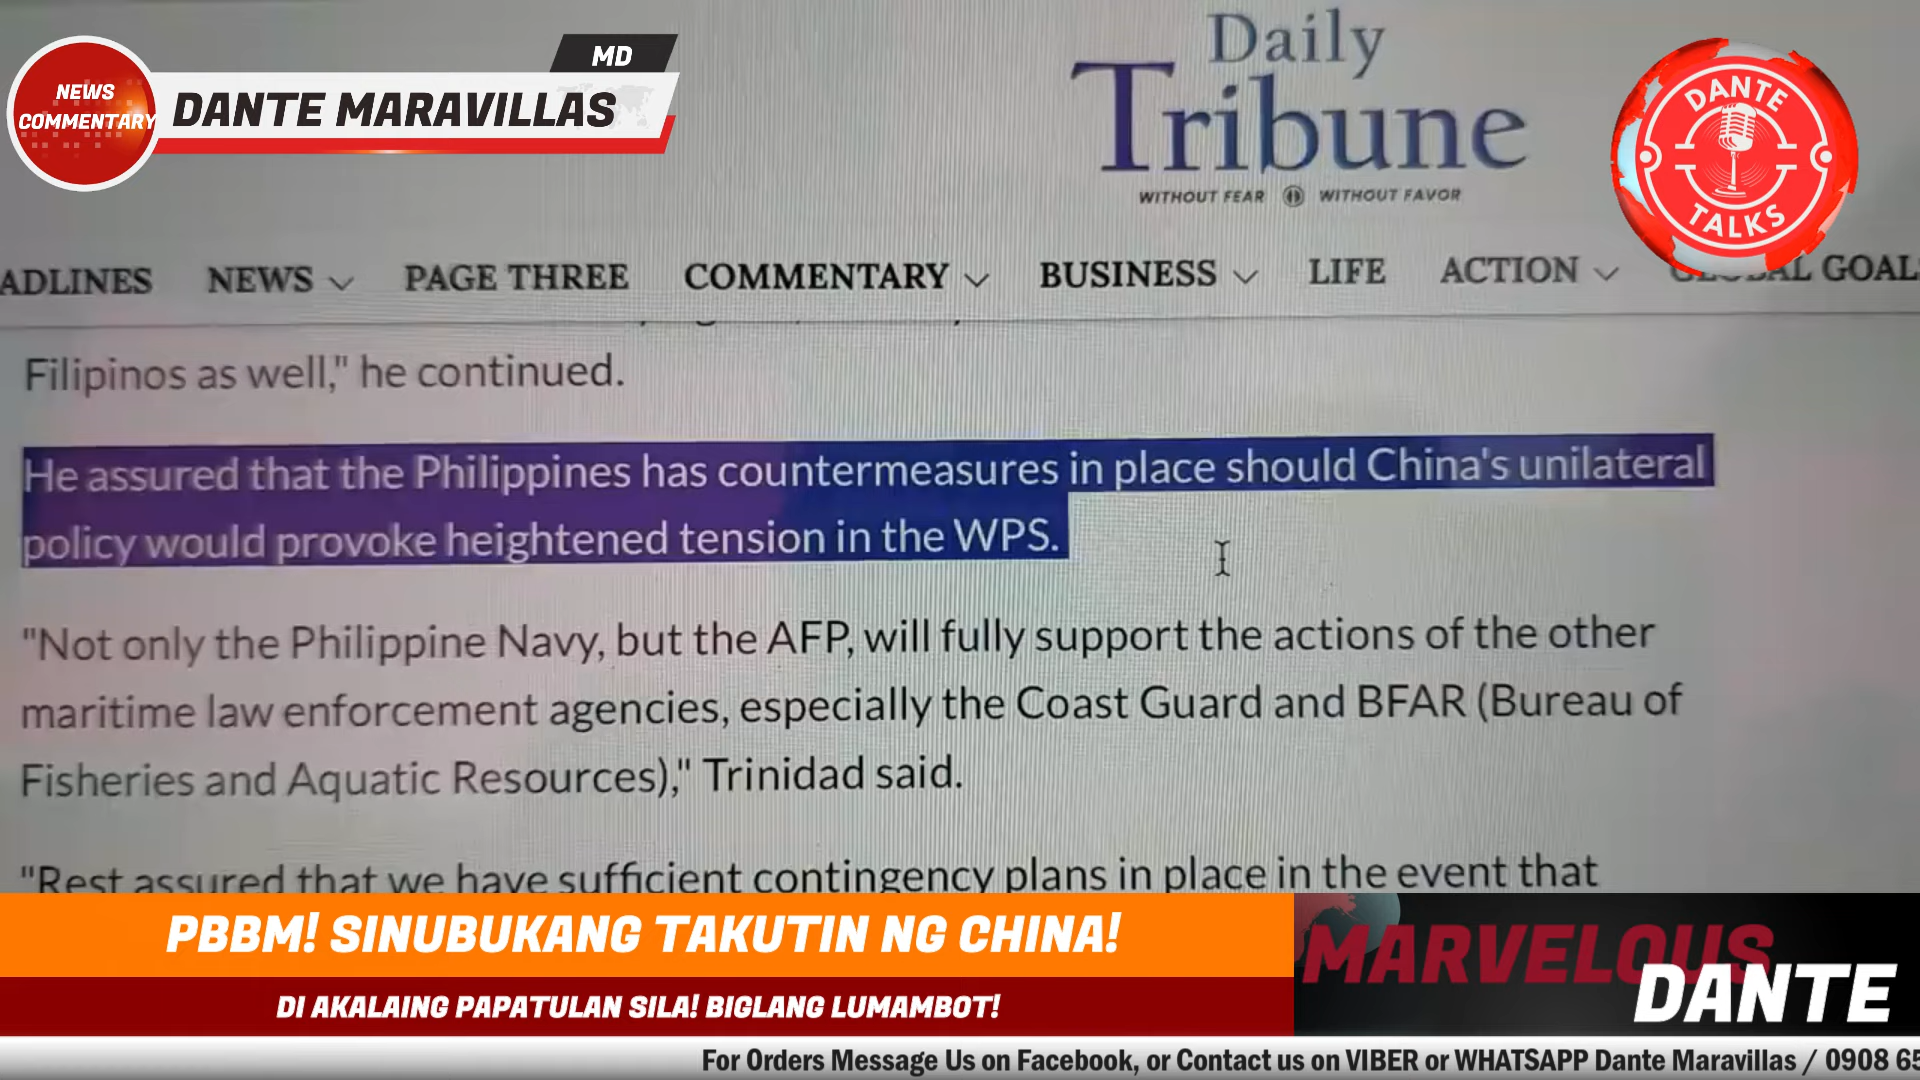 MD
NEWS
COMMENTARY
DANTE MARAVILLAS
Daily
Tribune
WITHOUT FEAR WITHOUT FAVOR
DANTE
TALKS
ADLINES NEWS PAGE THREE COMMENTARY BUSINESS LIFE ACTION GLOBAL GOAL
Filipinos as well," he continued.
He assured that the Philippines has countermeasures in place should China's unilateral
policy would provoke heightened tension in the WPS.
"Not only the Philippine Navy, but the AFP, will fully support the actions of the other
maritime law enforcement agencies, especially the Coast Guard and BFAR (Bureau of
Fisheries and Aquatic Resources)," Trinidad said.
"Rest assured that we have sufficient contingency plans in place in the event that
PBBM! SINUBUKANG TAKUTIN NG CHINA!
DI AKALAING PAPATULAN SILA! BIGLANG LUMAMBOT!
MARVELOUS
DANTE
For Orders Message Us on Facebook, or Contact us on VIBER or WHATSAPP Dante Maravillas / 0908 65